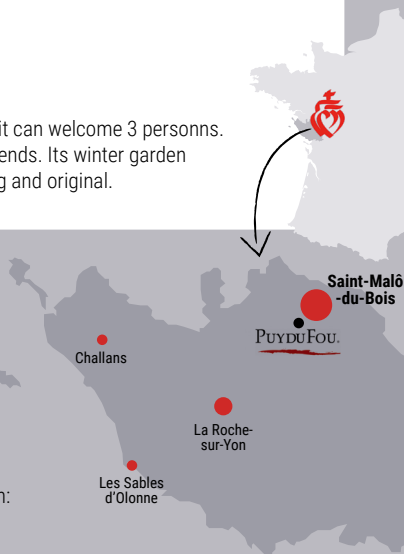 it can welcome 3 personns.
ends. Its winter garden
g and original.
Saint-Malô
-du-Bois
PUYDUFOU.
Challans
La Roche-
sur-Yon
Les Sables
d'Olonne
n: